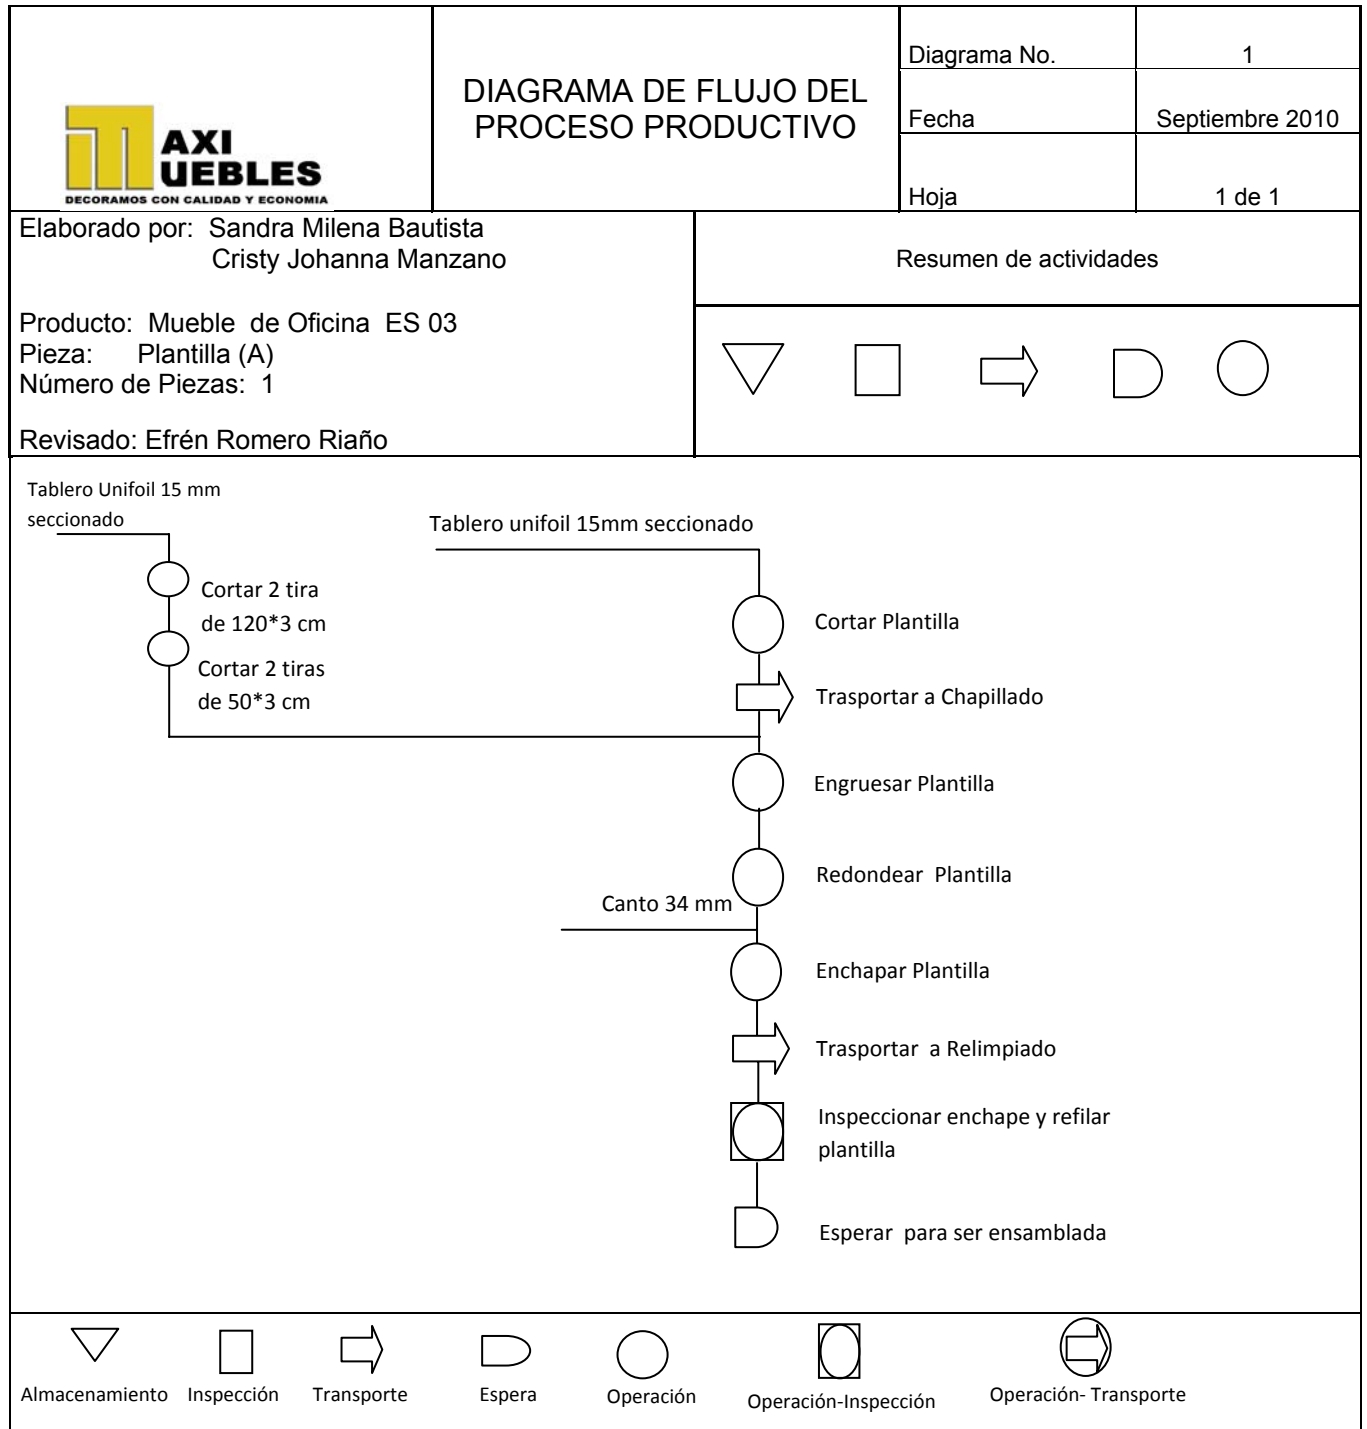 AXI
UEBLES
DECORAMOS CON CALIDAD Y ECONOMIA
DIAGRAMA DE FLUJO DEL
PROCESO PRODUCTIVO
Diagrama No. 1
Fecha Septiembre 2010
Hoja 1 de 1
Elaborado por: Sandra Milena Bautista
Cristy Johanna Manzano
Producto: Mueble de Oficina ES 03
Pieza: Plantilla (A)
Número de Piezas: 1
Revisado: Efrén Romero Riaño
Resumen de actividades
Tablero Unifoil 15 mm
seccionado
Tablero unifoil 15mm seccionado
Cortar 2 tira
de 120*3 cm
Cortar 2 tiras
de 50*3 cm
Cortar Plantilla
Trasportar a Chapillado
Engruesar Plantilla
Redondear Plantilla
Canto 34 mm
Enchapar Plantilla
Trasportar a Relimpiado
Inspeccionar enchape y refilar
plantilla
Esperar para ser ensamblada
Almacenamiento Inspección Transporte Espera Operación Operación-Inspección Operación- Transporte